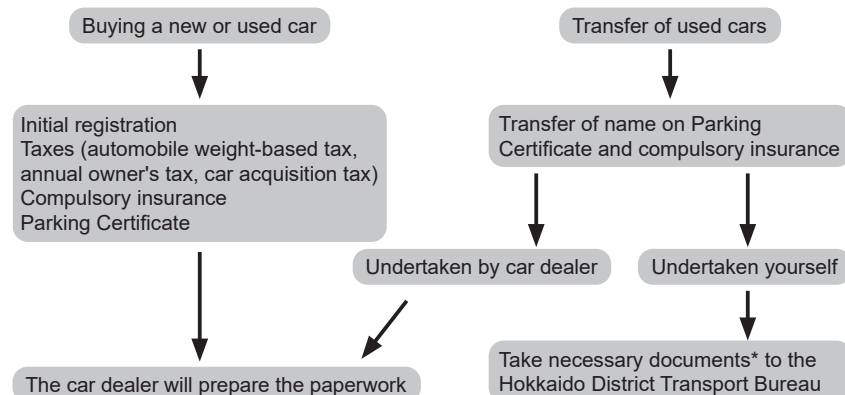 Buying a new or used car
Transfer of used cars
Initial registration
Taxes (automobile weight-based tax,
annual owner's tax, car acquisition tax)
Compulsory insurance
Parking Certificate
Transfer of name on Parking
Certificate and compulsory insurance
Undertaken by car dealer
Undertaken yourself
The car dealer will prepare the paperwork
Take necessary documents* to the
Hokkaido District Transport Bureau